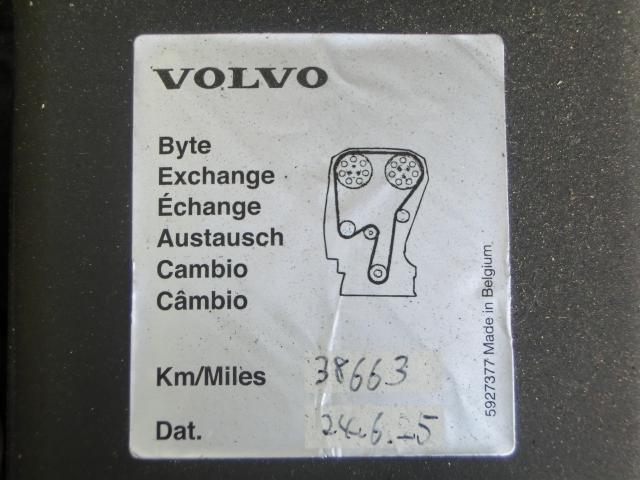 VOLVO
Byte
Exchange
Échange
Austausch
Cambio
Câmbio
Km/Miles 38663
Dat. 24.6.-25
5927377 Made in Belgium